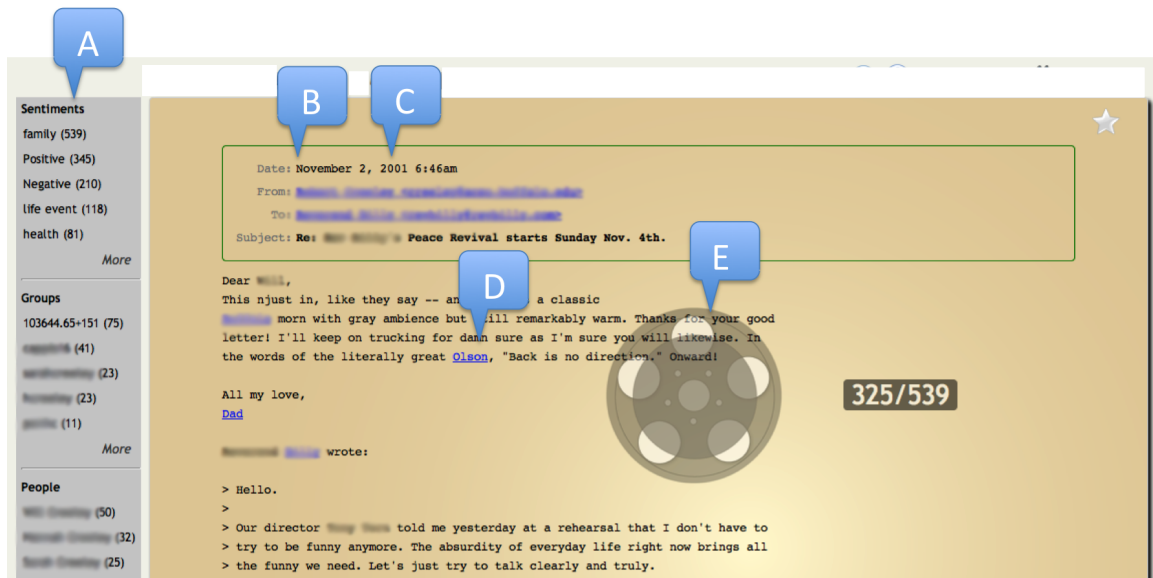 A
B
C
Sentiments
family (539)
Positive (345)
Negative (210)
life event (118)
health (81)
More
Groups
103644.65+151 (75)
(41)
(23)
(23)
(11)
More
People
(50)
(32)
(25)
Date: November 2, 2001 6:46am
From:
To:
Subject: Re: Peace Revival starts Sunday Nov. 4th.
E
D
Dear ,
This njust in, like they say -- a classic
morn with gray ambience but still remarkably warm. Thanks for your good
letter! I'll keep on trucking for damn sure as I'm sure you will likewise. In
the words of the literally great Olson, "Back is no direction." Onward!
All my love,
Dad
wrote:
> Hello.
>
> Our director told me yesterday at a rehearsal that I don't have to
> try to be funny anymore. The absurdity of everyday life right now brings all
> the funny we need. Let's just try to talk clearly and truly.
325/539